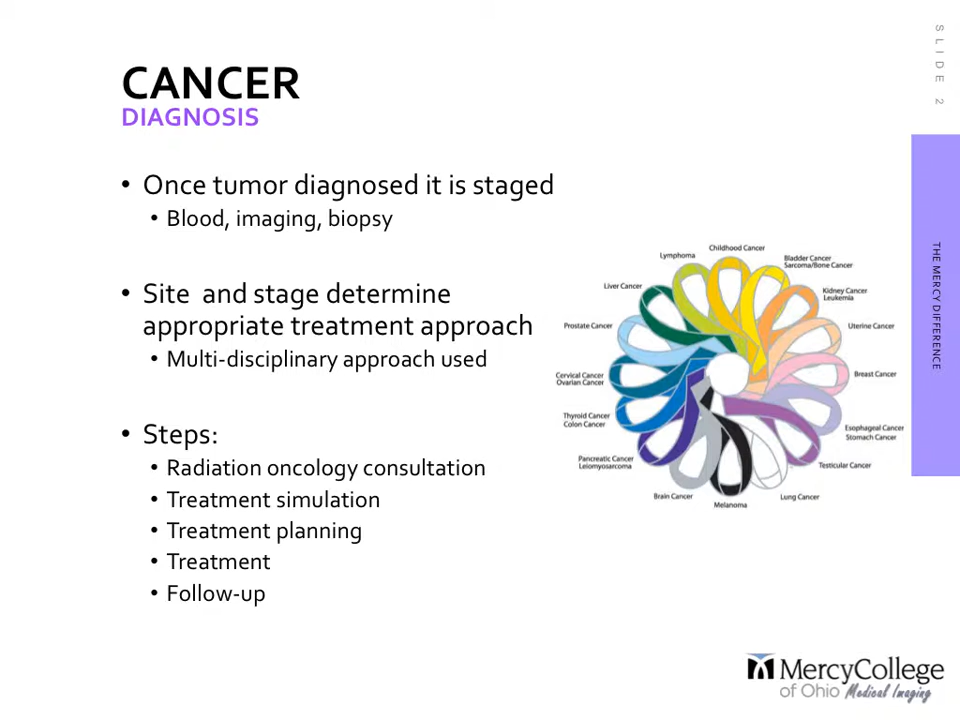 SLIDE 2
CANCER
DIAGNOSIS
• Once tumor diagnosed it is staged
• Blood, imaging, biopsy
• Site and stage determine
appropriate treatment approach
• Multi-disciplinary approach used
• Steps:
• Radiation oncology consultation
• Treatment simulation
• Treatment planning
• Treatment
• Follow-up
Childhood Cancer
Lymphoma
Bladder Cancer
Sarcoma/Bone Cancer
Liver Cancer
Kidney Cancer
Leukemia
Prostate Cancer
Uterine Cancer
Cervical Cancer
Ovarian Cancer
Breast Cancer
Thyroid Cancer
Colon Cancer
Esophageal Cancer
Stomach Cancer
Pancreatic Cancer
Leiomyosarcoma
Testicular Cancer
Brain Cancer
Melanoma
Lung Cancer
THE MERCY DIFFERENCE
MercyCollege
of Ohio Medical Imaging